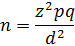 n = z²pq / d²